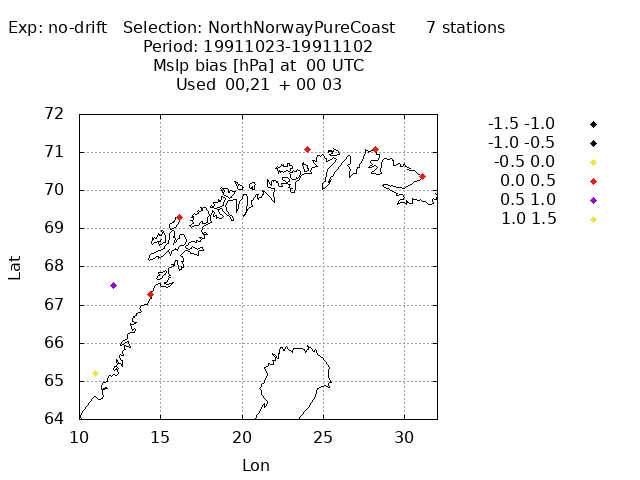 Exp: no-drift   Selection: NorthNorwayPureCoast      7 stations
Period: 19911023-19911102
Mslp bias [hPa] at  00 UTC
Used  00,21  + 00 03
-1.5 -1.0
-1.0 -0.5
-0.5 0.0
0.0 0.5
0.5 1.0
1.0 1.5
72
71
70
69
68
67
66
65
64
Lat
10 15 20 25 30
Lon